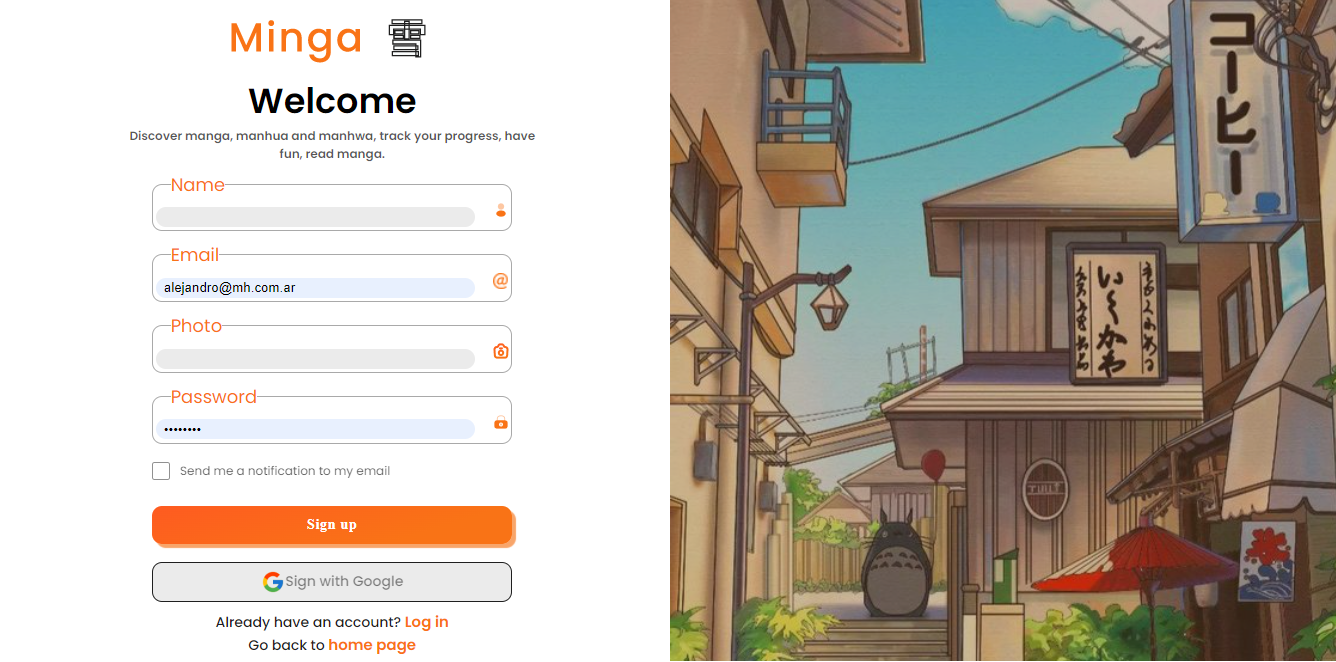 Minga
Welcome
Discover manga, manhua and manhwa, track your progress, have
fun, read manga.
Name
Email
alejandro@mh.com.ar
@
Photo
Password
••••••••
Send me a notification to my email
Sign up
Sign with Google
Already have an account? Log in
Go back to home page
コーヒー
いくかや